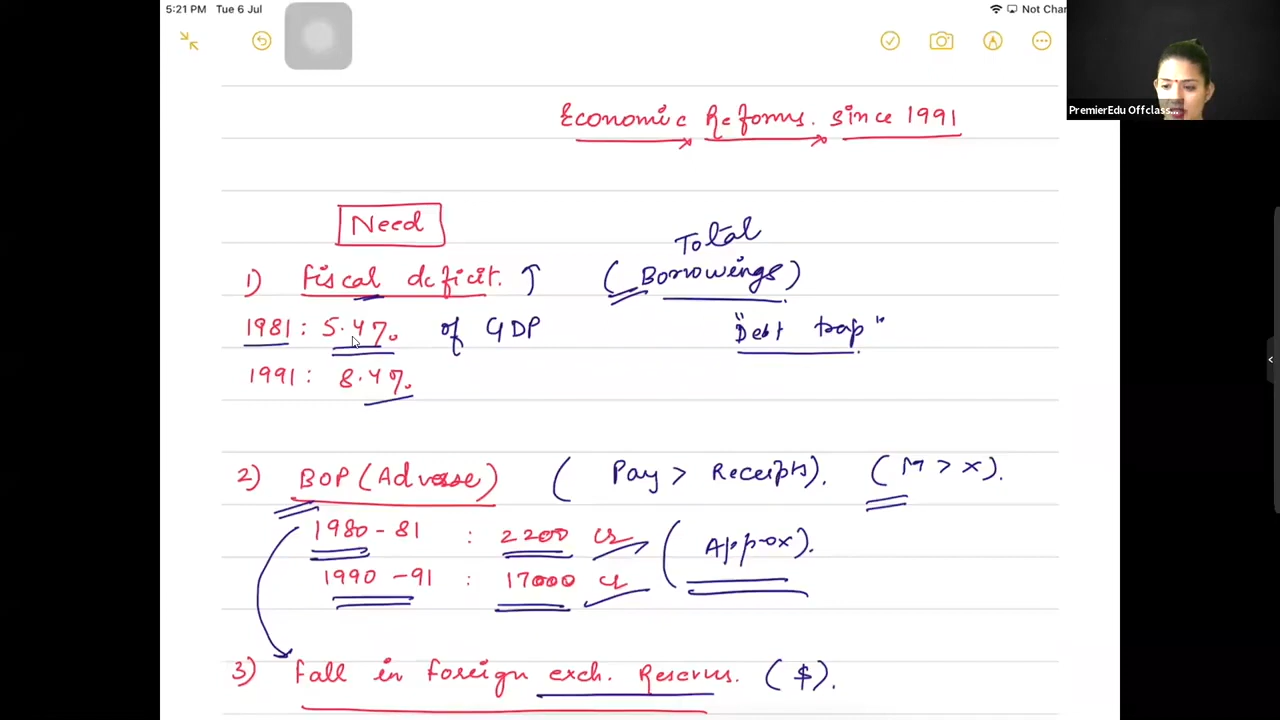 5:21 PM Tue 6 Jul
Not Char
PremierEdu Offclass...
Economic Reforms. since 1991
Need
Total
1) Fiscal deficit. ↑ (Borrowings)
1981 : 5.4% of GDP "Debt trap"
1991 : 8.4%
2) BOP (Adverse) ( Pay > Receipts). (M > X).
1980 - 81 : 2200 cr (Approx).
1990 - 91 : 17000 cr
3) Fall in foreign exch. Reserves. ($).